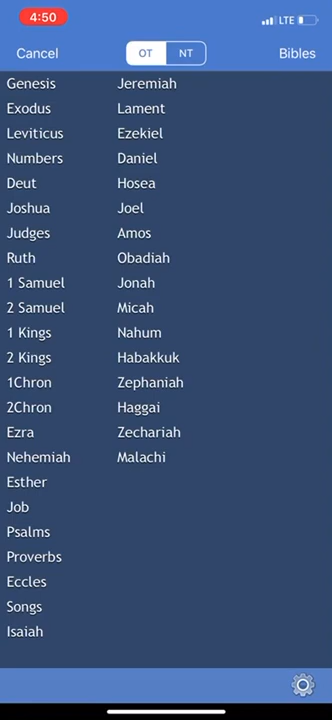 4:50 LTE
Cancel OT NT Bibles
Genesis
Exodus
Leviticus
Numbers
Deut
Joshua
Judges
Ruth
1 Samuel
2 Samuel
1 Kings
2 Kings
1Chron
2Chron
Ezra
Nehemiah
Esther
Job
Psalms
Proverbs
Eccles
Songs
Isaiah
Jeremiah
Lament
Ezekiel
Daniel
Hosea
Joel
Amos
Obadiah
Jonah
Micah
Nahum
Habakkuk
Zephaniah
Haggai
Zechariah
Malachi